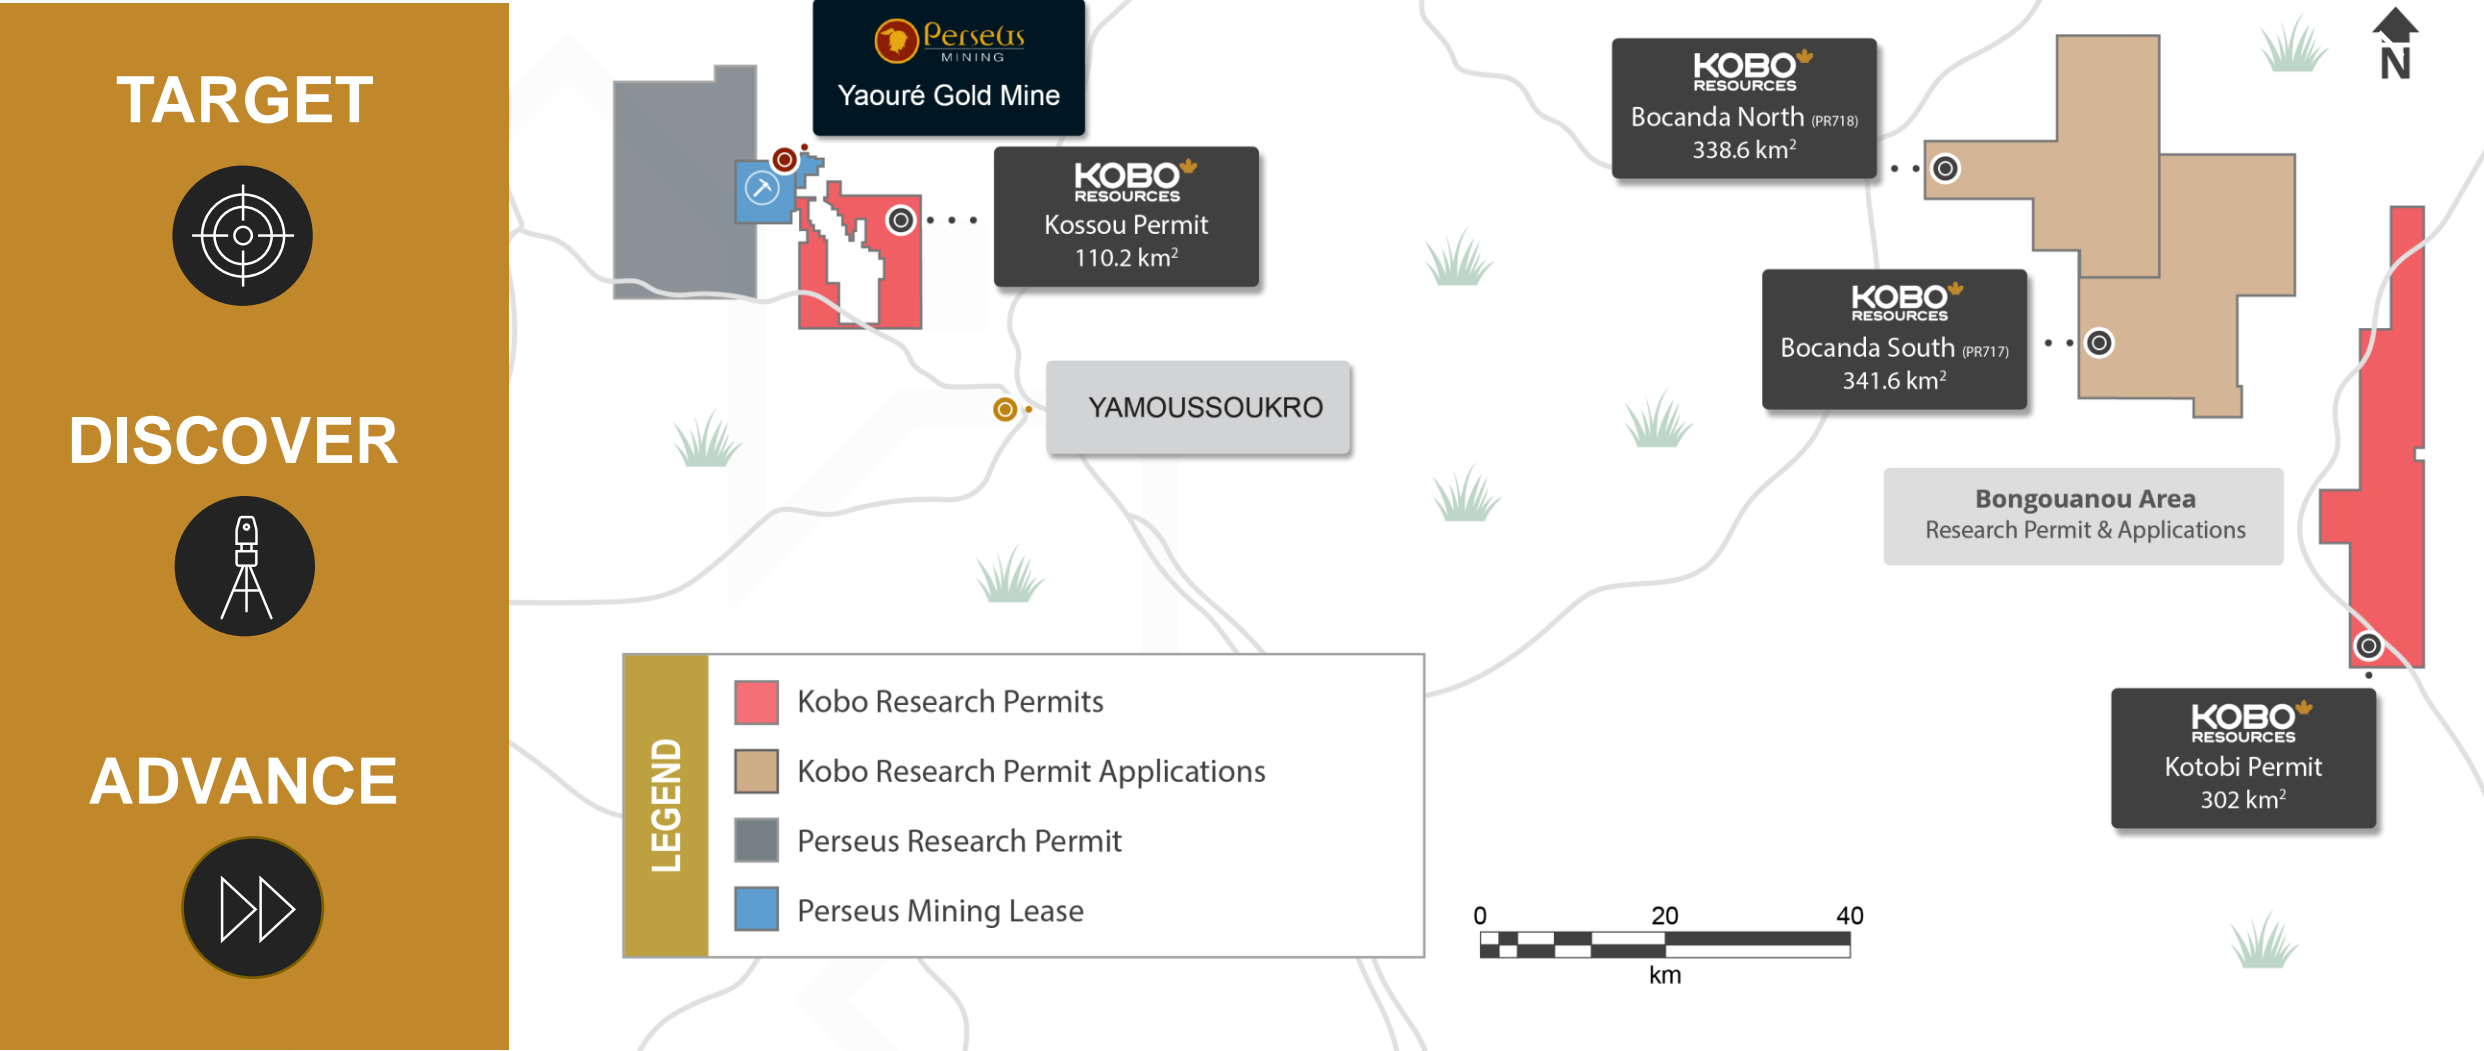 TARGET
DISCOVER
ADVANCE
Perseus
MINING
Yaouré Gold Mine
KOBO
RESOURCES
Kossou Permit
110.2 km²
KOBO
RESOURCES
Bocanda North (PR718)
338.6 km²
N
KOBO
RESOURCES
Bocanda South (PR717)
341.6 km²
YAMOUSSOUKRO
Bongouanou Area
Research Permit & Applications
KOBO
RESOURCES
Kotobi Permit
302 km²
LEGEND
Kobo Research Permits
Kobo Research Permit Applications
Perseus Research Permit
Perseus Mining Lease
0 20 40
km